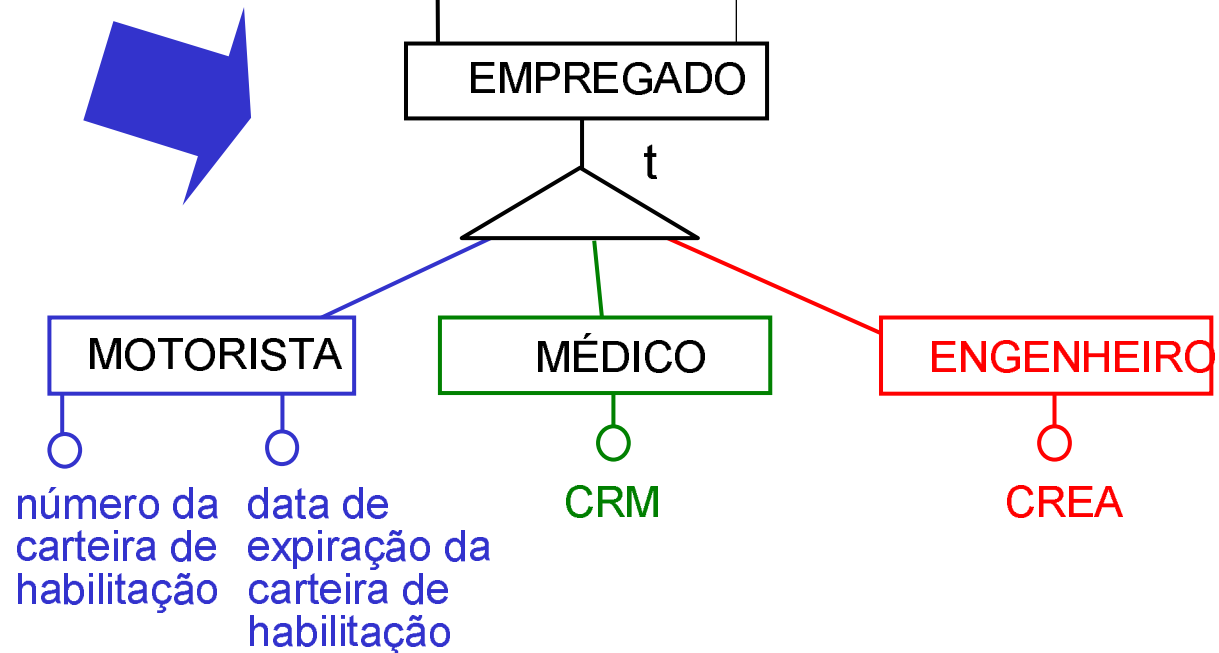 EMPREGADO
t
MOTORISTA
MÉDICO
ENGENHEIRO
número da
carteira de
habilitação
data de
expiração da
carteira de
habilitação
CRM
CREA